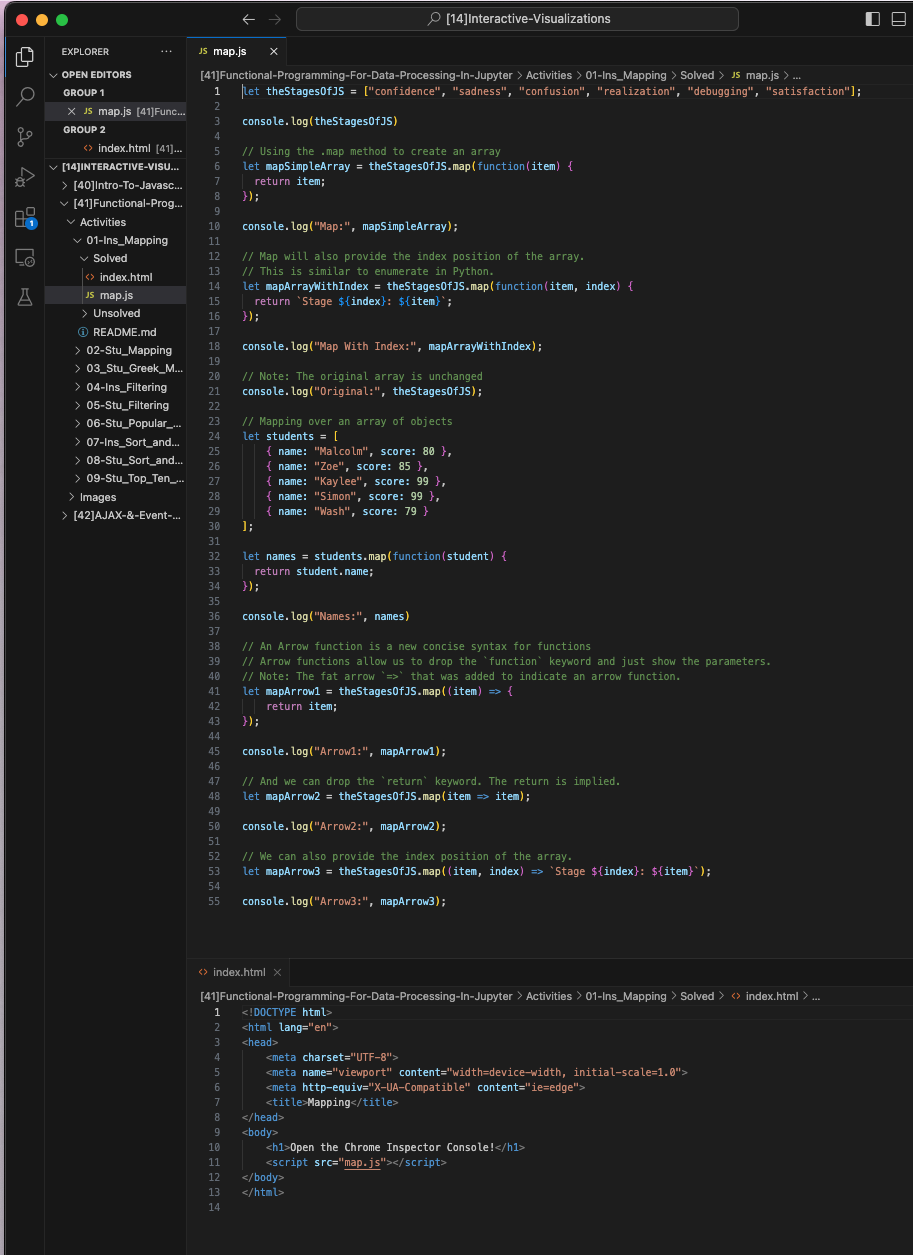 [14]Interactive-Visualizations
EXPLORER
OPEN EDITORS
GROUP 1
JS map.js [41]Func...
GROUP 2
<> index.html [41]...
[14]INTERACTIVE-VISU...
[40]Intro-To-Javasc...
[41]Functional-Prog...
Activities
01-Ins_Mapping
Solved
<> index.html
JS map.js
Unsolved
README.md
02-Stu_Mapping
03_Stu_Greek_M...
04-Ins_Filtering
05-Stu_Filtering
06-Stu_Popular_...
07-Ins_Sort_and...
08-Stu_Sort_and...
09-Stu_Top_Ten_...
Images
[42]AJAX-&-Event-...
1
JS map.js
[41]Functional-Programming-For-Data-Processing-In-Jupyter > Activities > 01-Ins_Mapping > Solved > JS map.js > ...
1 let theStagesOfJS = ["confidence", "sadness", "confusion", "realization", "debugging", "satisfaction"];
2
3 console.log(theStagesOfJS)
4
5 // Using the .map method to create an array
6 let mapSimpleArray = theStagesOfJS.map(function(item) {
7 return item;
8 });
9
10 console.log("Map:", mapSimpleArray);
11
12 // Map will also provide the index position of the array.
13 // This is similar to enumerate in Python.
14 let mapArrayWithIndex = theStagesOfJS.map(function(item, index) {
15 return `Stage ${index}: ${item}`;
16 });
17
18 console.log("Map With Index:", mapArrayWithIndex);
19
20 // Note: The original array is unchanged
21 console.log("Original:", theStagesOfJS);
22
23 // Mapping over an array of objects
24 let students = [
25 { name: "Malcolm", score: 80 },
26 { name: "Zoe", score: 85 },
27 { name: "Kaylee", score: 99 },
28 { name: "Simon", score: 99 },
29 { name: "Wash", score: 79 }
30 ];
31
32 let names = students.map(function(student) {
33 return student.name;
34 });
35
36 console.log("Names:", names)
37
38 // An Arrow function is a new concise syntax for functions
39 // Arrow functions allow us to drop the `function` keyword and just show the parameters.
40 // Note: The fat arrow `=>` that was added to indicate an arrow function.
41 let mapArrow1 = theStagesOfJS.map((item) => {
42 return item;
43 });
44
45 console.log("Arrow1:", mapArrow1);
46
47 // And we can drop the `return` keyword. The return is implied.
48 let mapArrow2 = theStagesOfJS.map(item => item);
49
50 console.log("Arrow2:", mapArrow2);
51
52 // We can also provide the index position of the array.
53 let mapArrow3 = theStagesOfJS.map((item, index) => `Stage ${index}: ${item}`);
54
55 console.log("Arrow3:", mapArrow3);
<> index.html
[41]Functional-Programming-For-Data-Processing-In-Jupyter > Activities > 01-Ins_Mapping > Solved > <> index.html > ...
1 <!DOCTYPE html>
2 <html lang="en">
3 <head>
4 <meta charset="UTF-8">
5 <meta name="viewport" content="width=device-width, initial-scale=1.0">
6 <meta http-equiv="X-UA-Compatible" content="ie=edge">
7 <title>Mapping</title>
8 </head>
9 <body>
10 <h1>Open the Chrome Inspector Console!</h1>
11 <script src="map.js"></script>
12 </body>
13 </html>
14